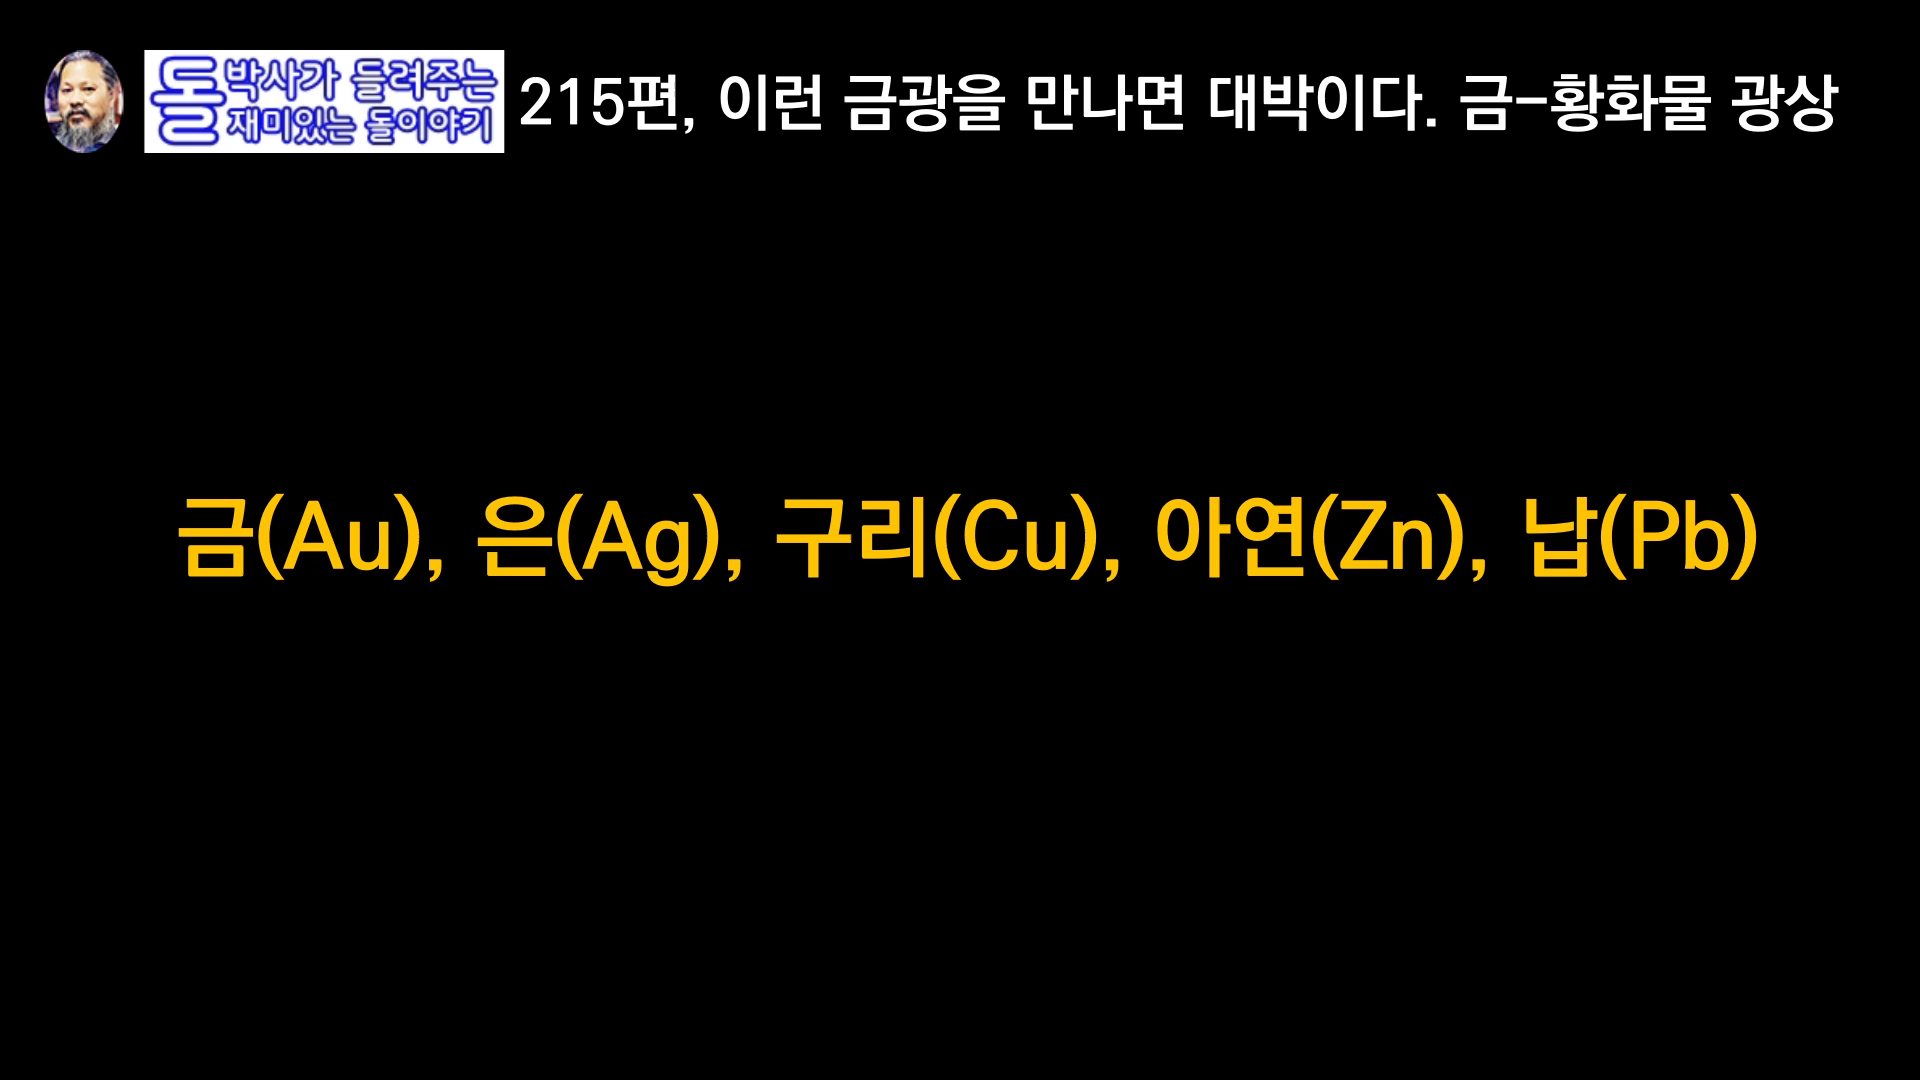 돌박사가 들려주는
재미있는 돌이야기
215편, 이런 금광을 만나면 대박이다. 금-황화물 광상
금(Au), 은(Ag), 구리(Cu), 아연(Zn), 납(Pb)